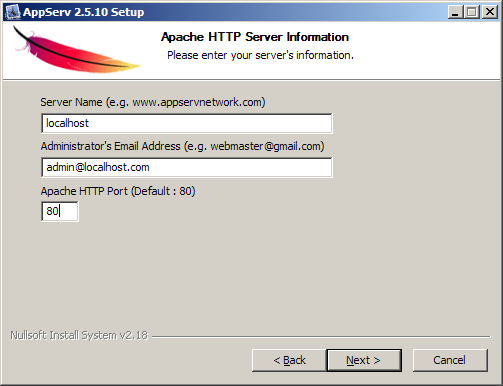 AppServ 2.5.10 Setup
Apache HTTP Server Information
Please enter your server's information.
Server Name (e.g. www.appservnetwork.com)
localhost
Administrator's Email Address (e.g. webmaster@gmail.com)
admin@localhost.com
Apache HTTP Port (Default : 80)
80
Nullsoft Install System v2.18
< Back Next > Cancel